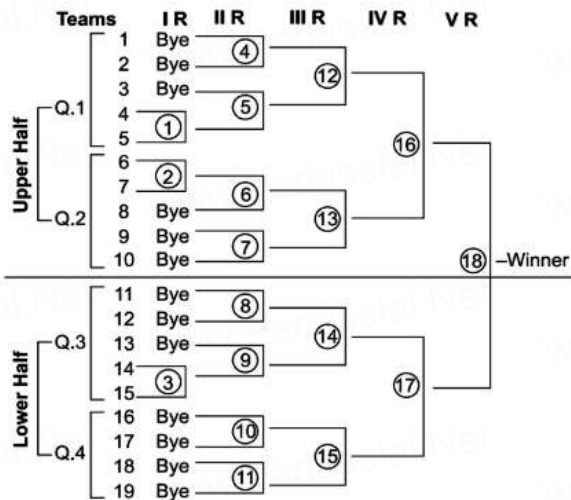 Teams I R II R III R IV R V R
1 Bye
4
2 Bye
12
3 Bye
5
Q.1 4
1
5
16
Upper Half
6
2
7
6
Q.2 8 Bye
13
9 Bye
7
10 Bye
18 –Winner
11 Bye
8
12 Bye
14
Q.3 13 Bye
9
14
3
15
17
Lower Half
16 Bye
10
17 Bye
15
Q.4 18 Bye
11
19 Bye